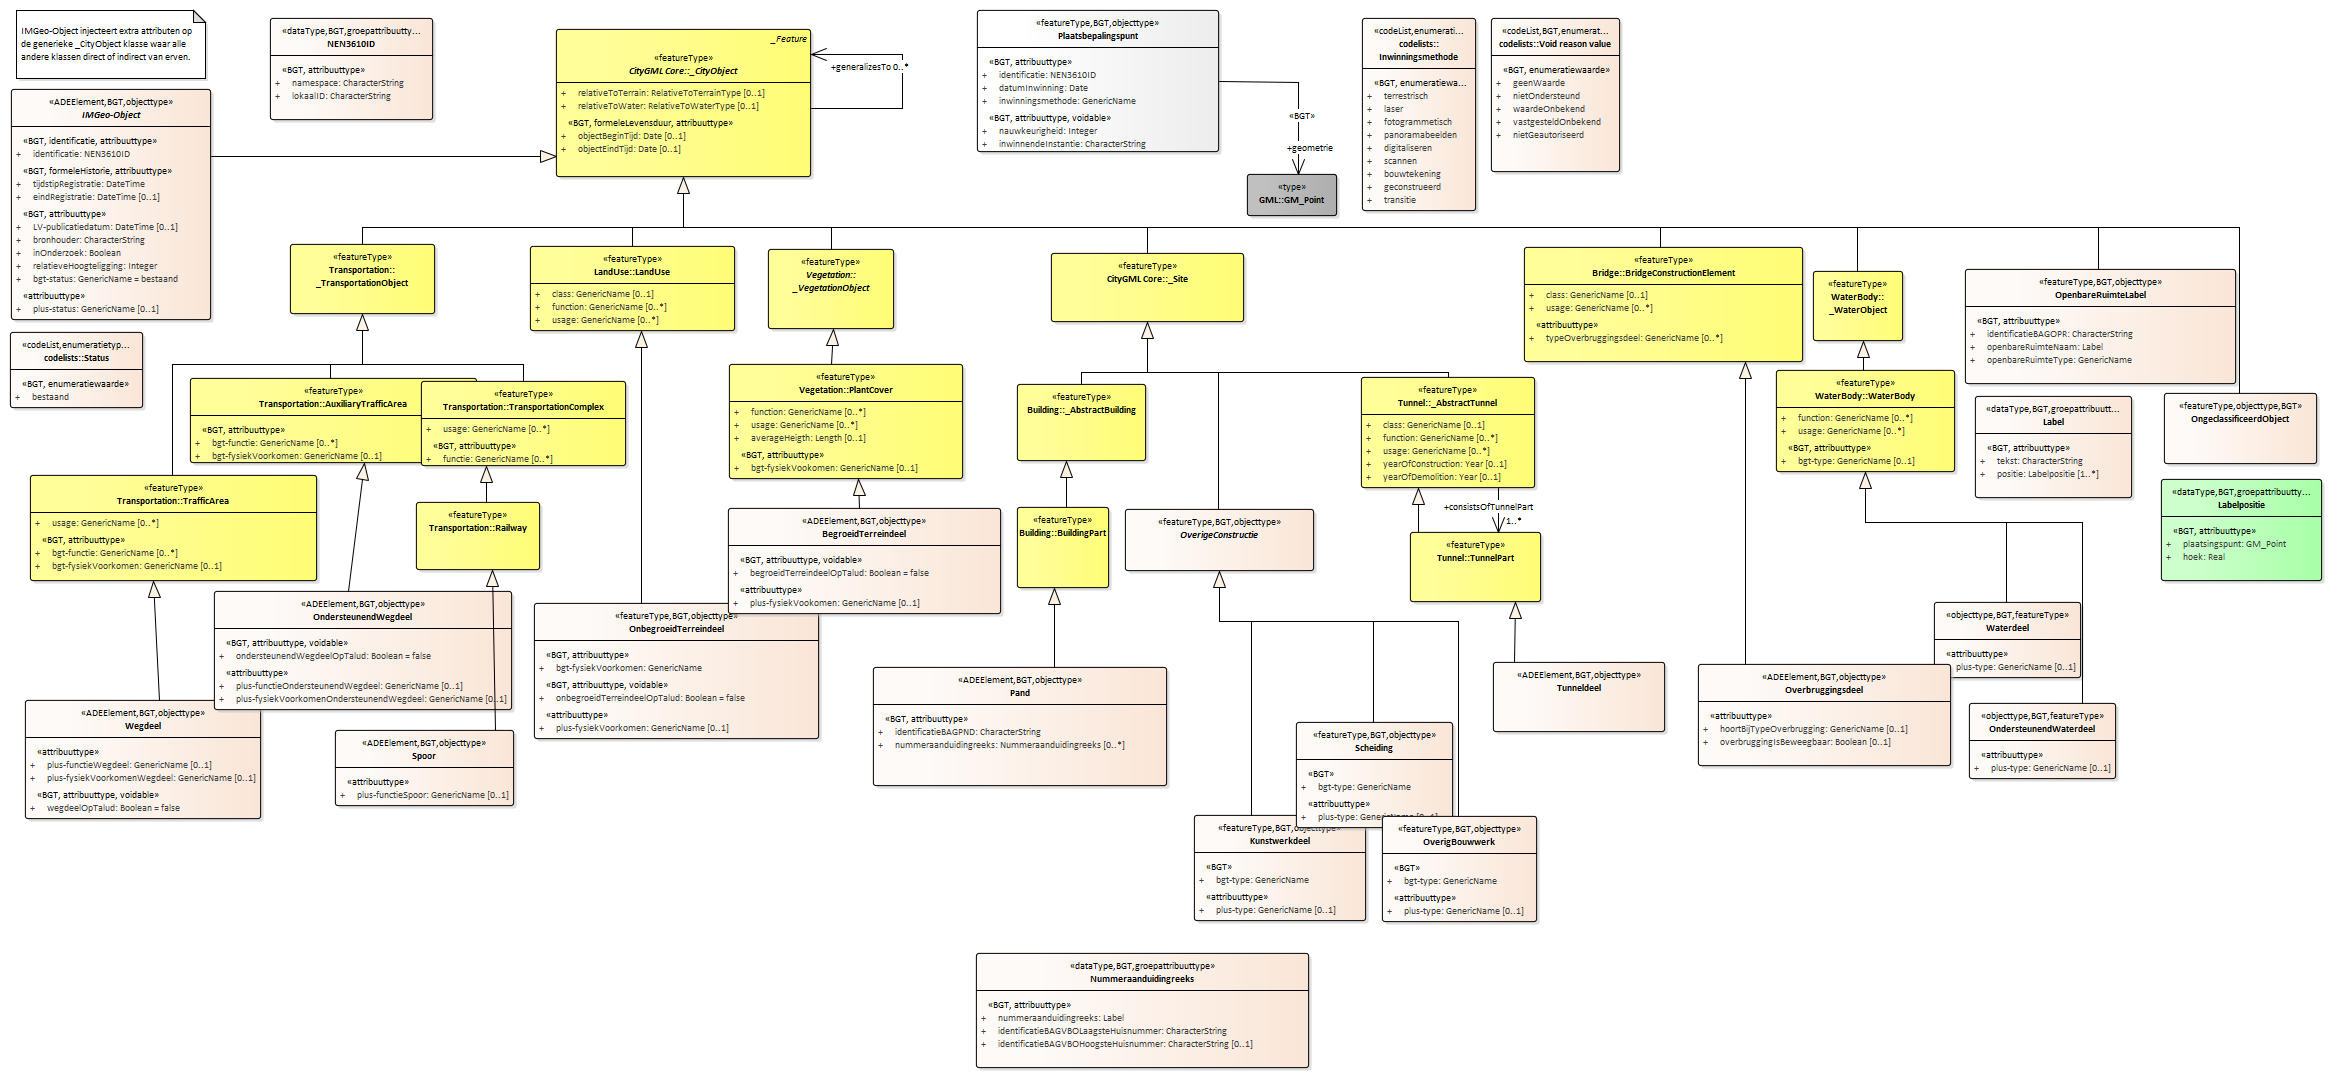 IMGeo-Object injecteert extra attributen op
de generieke _CityObject klasse waar alle
andere klassen direct of indirect van erven.
«dataType,BGT,groepattribuutty...
NEN3610ID
«BGT, attribuuttype»
+ namespace: CharacterString
+ lokaalID: CharacterString
_Feature
«featureType»
CityGML Core::_CityObject
+ relativeToTerrain: RelativeToTerrainType [0..1]
+ relativeToWater: RelativeToWaterType [0..1]
«BGT, formeleLevensduur, attribuuttype»
+ objectBeginTijd: Date [0..1]
+ objectEindTijd: Date [0..1]
+generalizesTo 0..*
«featureType,BGT,objecttype»
Plaatsbepalingspunt
«BGT, attribuuttype»
+ identificatie: NEN3610ID
+ datumInwinning: Date
+ inwinningsmethode: GenericName
«BGT, attribuuttype, voidable»
+ nauwkeurigheid: Integer
+ inwinnendeInstantie: CharacterString
«BGT»
+geometrie
«type»
GML::GM_Point
«codeList,enumerati...
codelists::
Inwinningsmethode
«BGT, enumeratiewa...
+ terrestrisch
+ laser
+ fotogrammetisch
+ panoramabeelden
+ digitaliseren
+ scannen
+ bouwtekening
+ geconstrueerd
+ transitie
«codeList,BGT, enumerat...
codelists::Void reason value
«BGT, enumeratiewaarde»
+ geenWaarde
+ nietOndersteund
+ waardeOnbekend
+ vastgesteldOnbekend
+ nietGeautoriseerd
«ADEElement,BGT,objecttype»
IMGeo-Object
«BGT, identificatie, attribuuttype»
+ identificatie: NEN3610ID
«BGT, formeleHistorie, attribuuttype»
+ tijdstipRegistratie: DateTime
+ eindRegistratie: DateTime [0..1]
«BGT, attribuuttype»
+ LV-publicatiedatum: DateTime [0..1]
+ bronhouder: CharacterString
+ inOnderzoek: Boolean
+ relatieveHoogteligging: Integer
+ bgt-status: GenericName = bestaand
«attribuuttype»
+ plus-status: GenericName [0..1]
«codeList,enumeratietyp...
codelists::Status
«BGT, enumeratiewaarde»
+ bestaand
«featureType»
Transportation::
_TransportationObject
«featureType»
LandUse::LandUse
+ class: GenericName [0..1]
+ function: GenericName [0..*]
+ usage: GenericName [0..*]
«featureType»
Vegetation::
_VegetationObject
«featureType»
CityGML Core::_Site
«featureType»
Bridge::BridgeConstructionElement
+ class: GenericName [0..1]
+ usage: GenericName [0..*]
«attribuuttype»
+ typeOverbruggingsdeel: GenericName [0..*]
«featureType»
WaterBody::
_WaterObject
«featureType,BGT,objecttype»
OpenbareRuimteLabel
«BGT, attribuuttype»
+ identificatieBAGOPR: CharacterString
+ openbareRuimteNaam: Label
+ openbareRuimteType: GenericName
«featureType»
Transportation::AuxiliaryTrafficArea
«BGT, attribuuttype»
+ bgt-functie: GenericName [0..*]
+ bgt-fysiekVoorkomen: GenericName [0..1]
«featureType»
Transportation::TransportationComplex
+ usage: GenericName [0..*]
«BGT, attribuuttype»
+ functie: GenericName [0..*]
«featureType»
Vegetation::PlantCover
+ function: GenericName [0..*]
+ usage: GenericName [0..*]
+ averageHeigth: Length [0..1]
«BGT, attribuuttype»
+ bgt-fysiekVookomen: GenericName [0..1]
«featureType»
Building::_AbstractBuilding
«featureType»
Tunnel::_AbstractTunnel
+ class: GenericName [0..1]
+ function: GenericName [0..*]
+ usage: GenericName [0..*]
+ yearOfConstruction: Year [0..1]
+ yearOfDemolition: Year [0..1]
+consistsOfTunnelPart
1..*
«featureType»
WaterBody::WaterBody
+ function: GenericName [0..*]
+ usage: GenericName [0..*]
«BGT, attribuuttype»
+ bgt-type: GenericName [0..1]
«dataType,BGT,groepattribuutt...
Label
«BGT, attribuuttype»
+ tekst: CharacterString
+ positie: Labelpositie [1..*]
«featureType,objecttype,BGT»
OngeclassificeerdObject
«dataType,BGT,groepattribuutty...
Labelpositie
«BGT, attribuuttype»
+ plaatsingspunt: GM_Point
+ hoek: Real
«featureType»
Transportation::TrafficArea
+ usage: GenericName [0..*]
«BGT, attribuuttype»
+ bgt-functie: GenericName [0..*]
+ bgt-fysiekVoorkomen: GenericName [0..1]
«featureType»
Transportation::Railway
«ADEElement,BGT,objecttype»
BegroeidTerreindeel
«BGT, attribuuttype, voidable»
+ begroeidTerreindeelOpTalud: Boolean = false
«attribuuttype»
+ plus-fysiekVookomen: GenericName [0..1]
«featureType»
Building::BuildingPart
«featureType,BGT,objecttype»
OverigeConstructie
«featureType»
Tunnel::TunnelPart
«ADEElement,BGT,objecttype»
OndersteunendWegdeel
«BGT, attribuuttype, voidable»
+ ondersteunendWegdeelOpTalud: Boolean = false
«attribuuttype»
+ plus-functieOndersteunendWegdeel: GenericName [0..1]
+ plus-fysiekVoorkomenOndersteunendWegdeel: GenericName [0..1]
«featureType,BGT,objecttype»
OnbegroeidTerreindeel
«BGT, attribuuttype»
+ bgt-fysiekVoorkomen: GenericName
«BGT, attribuuttype, voidable»
+ onbegroeidTerreindeelOpTalud: Boolean = false
«attribuuttype»
+ plus-fysiekVoorkomen: GenericName [0..1]
«objecttype,BGT,featureType»
Waterdeel
«attribuuttype»
plus-type: GenericName [0..1]
«ADEElement,BGT,objecttype»
Pand
«BGT, attribuuttype»
+ identificatieBAGPND: CharacterString
+ nummeraanduidingreeks: Nummeraanduidingreeks [0..*]
«ADEElement,BGT,objecttype»
Tunneldeel
«ADEElement,BGT,objecttype»
Overbruggingsdeel
«attribuuttype»
+ hoortBijTypeOverbrugging: GenericName [0..1]
+ overbruggingIsBeweegbaar: Boolean [0..1]
«objecttype,BGT,featureType»
OndersteunendWaterdeel
«attribuuttype»
+ plus-type: GenericName [0..1]
«ADEElement,BGT,objecttype»
Wegdeel
«attribuuttype»
+ plus-functieWegdeel: GenericName [0..1]
+ plus-fysiekVoorkomenWegdeel: GenericName [0..1]
«BGT, attribuuttype, voidable»
+ wegdeelOpTalud: Boolean = false
«ADEElement,BGT,objecttype»
Spoor
«attribuuttype»
+ plus-functieSpoor: GenericName [0..1]
«featureType,BGT,objecttype»
Scheiding
«BGT»
+ bgt-type: GenericName
«attribuuttype»
+ plus-type: GenericName [0..1]
«featureType,BGT,objecttype»
Kunstwerkdeel
«BGT»
+ bgt-type: GenericName
«attribuuttype»
+ plus-type: GenericName [0..1]
«featureType,BGT,objecttype»
OverigBouwwerk
«BGT»
+ bgt-type: GenericName
«attribuuttype»
+ plus-type: GenericName [0..1]
«dataType,BGT,groepattribuuttype»
Nummeraanduidingreeks
«BGT, attribuuttype»
+ nummeraanduidingreeks: Label
+ identificatieBAGVBOLaagsteHuisnummer: CharacterString
+ identificatieBAGVBOHoogsteHuisnummer: CharacterString [0..1]